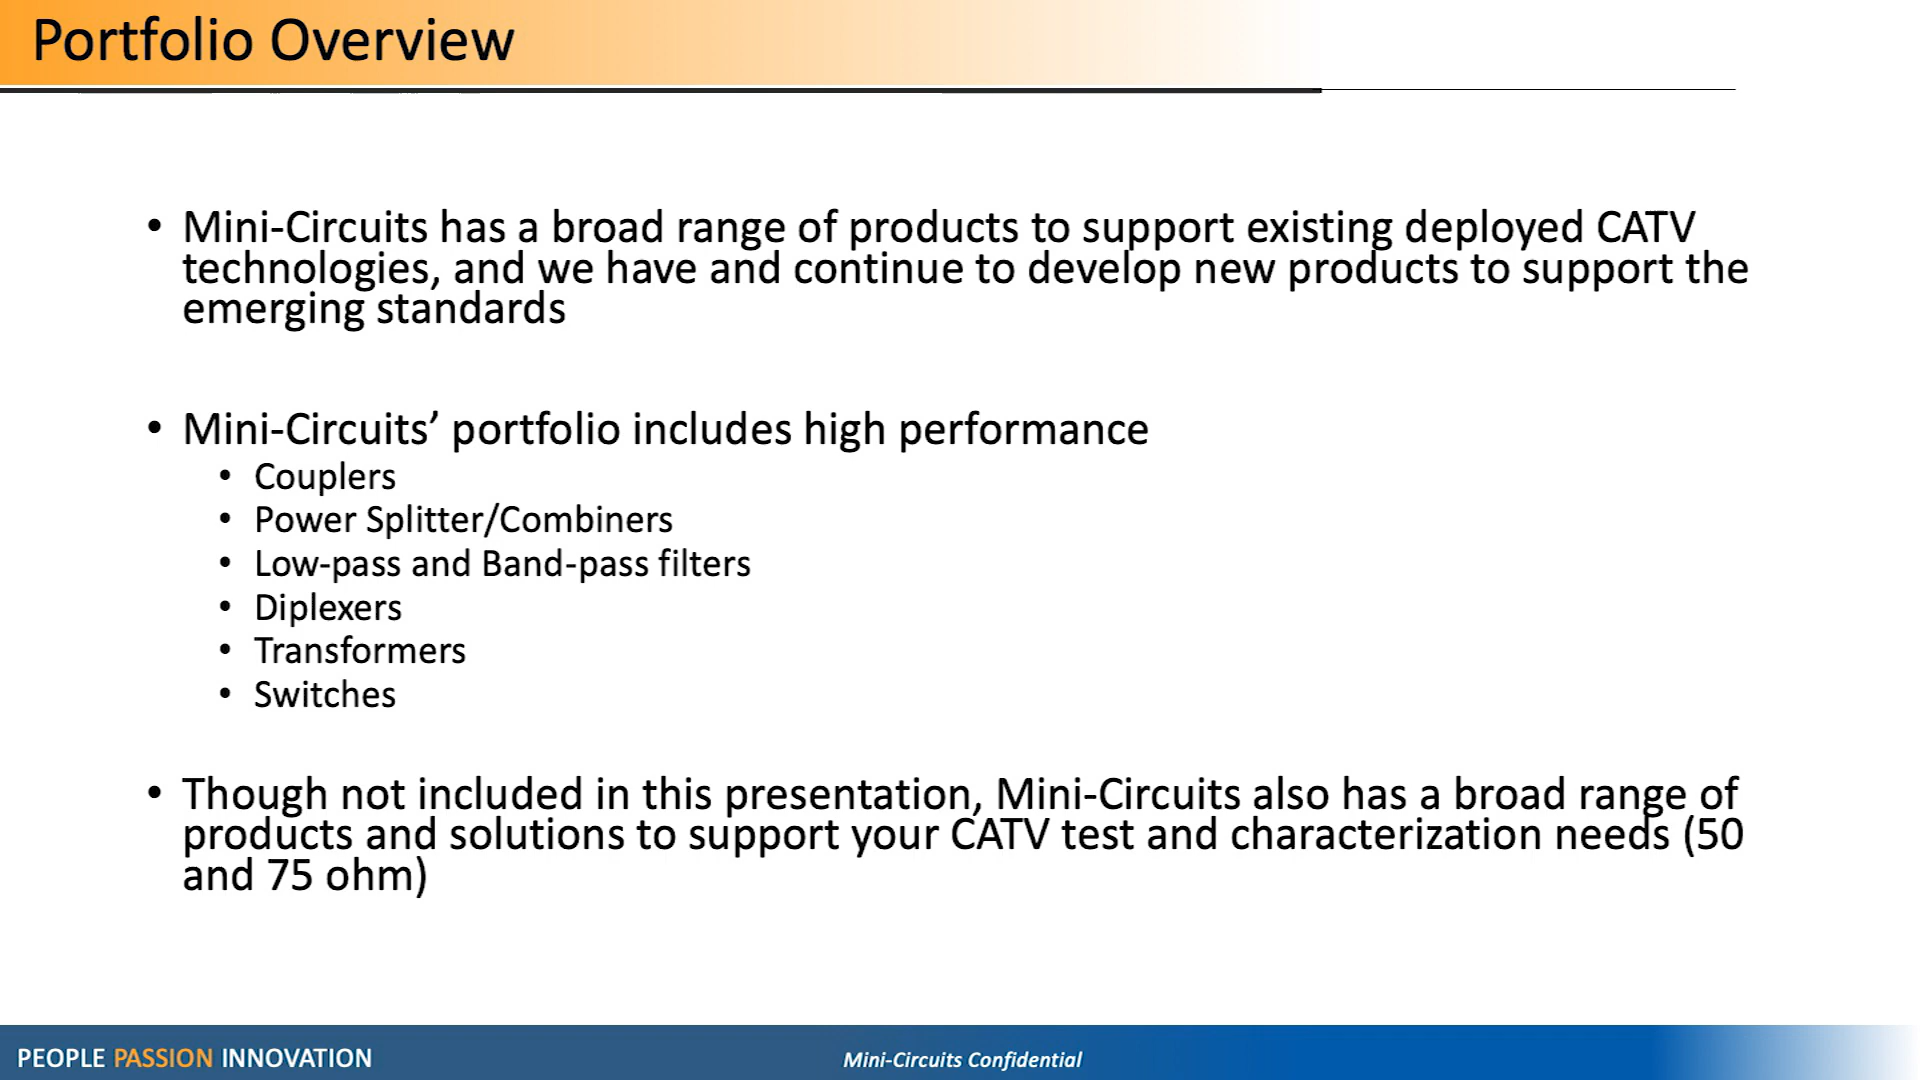 Portfolio Overview
• Mini-Circuits has a broad range of products to support existing deployed CATV
technologies, and we have and continue to develop new products to support the
emerging standards
• Mini-Circuits’ portfolio includes high performance
• Couplers
• Power Splitter/Combiners
• Low-pass and Band-pass filters
• Diplexers
• Transformers
• Switches
• Though not included in this presentation, Mini-Circuits also has a broad range of
products and solutions to support your CATV test and characterization needs (50
and 75 ohm)
PEOPLE PASSION INNOVATION
Mini-Circuits Confidential